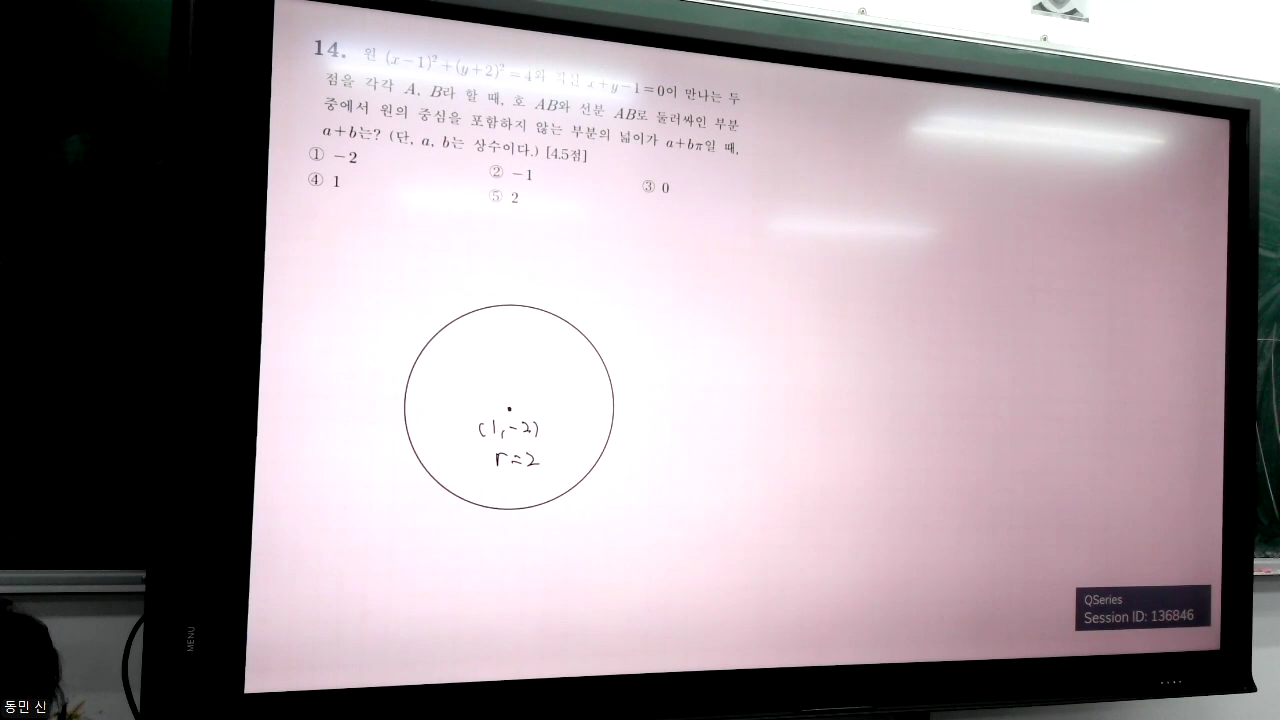 14. 원 (x-1)²+(y+2)²=4와 직선 x+y-1=0이 만나는 두
점을 각각 A, B라 할 때, 호 AB와 선분 AB로 둘러싸인 부분
중에서 원의 중심을 포함하지 않는 부분의 넓이가 a+bπ일 때,
a+b는? (단, a, b는 상수이다.) [4.5점]
① -2 ② -1 ③ 0
④ 1 ⑤ 2
(1,-2)
r=2
QSeries
Session ID: 136846
MENU
동민 신